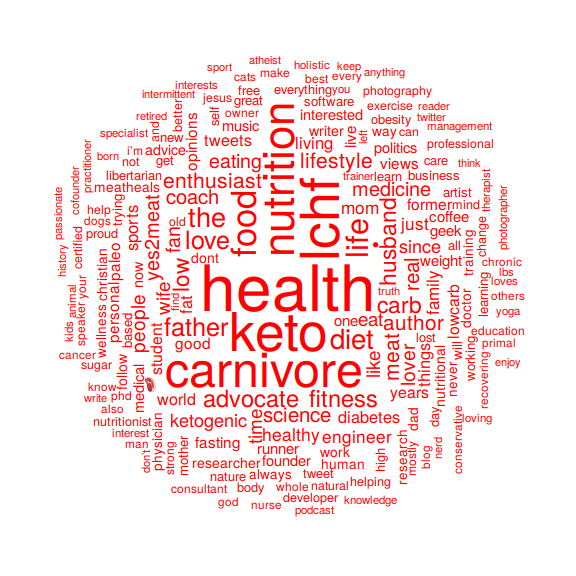 atheist
sport
holistic
keep
cats
make
best
every
anything
interests
free
everything
you
photography
intermittent
jesus
great
software
exercise
reader
better
self
owner
interested
obesity
twitter
retired
music
writer
live
left
way
can
management
specialist
and
new
opinions
tweets
living
politics
professional
i'm
advice
eating
lifestyle
views
care
think
born
not
get
nutrition
trainer
learn
business
practitioner
libertarian
enthusiast
medicine
artist
therapist
meatheals
coach
lchf
mom
former
mind
cofounder
help
trying
yes2meat
the
food
life
husband
just
coffee
change
photographer
passionate
dogs
sports
fan
old
love
geek
proud
dont
since
all
training
history
certified
christian
paleo
low
health
real
weight
chronic
kids
animal
your
personal
now
wife
find
fat
truth
family
lbs
loves
speaker
wellness
based
people
carb
lowcarb
doctor
learning
others
yoga
father
keto
one
eat
author
education
cancer
student
good
diet
lost
things
will
working
primal
sugar
follow
medical
carnivore
like
meat
lover
nutritional
never
recovering
enjoy
know
phd
write
world
advocate
fitness
years
also
ketogenic
time
science
diabetes
dad
day
conservative
loving
nutritionist
interest
physician
mother
fasting
healthy
engineer
man
runner
work
high
research
mostly
blog
nerd
don't
strong
researcher
founder
human
nature
always
tweet
consultant
body
whole
natural
helping
god
nurse
developer
knowledge
podcast